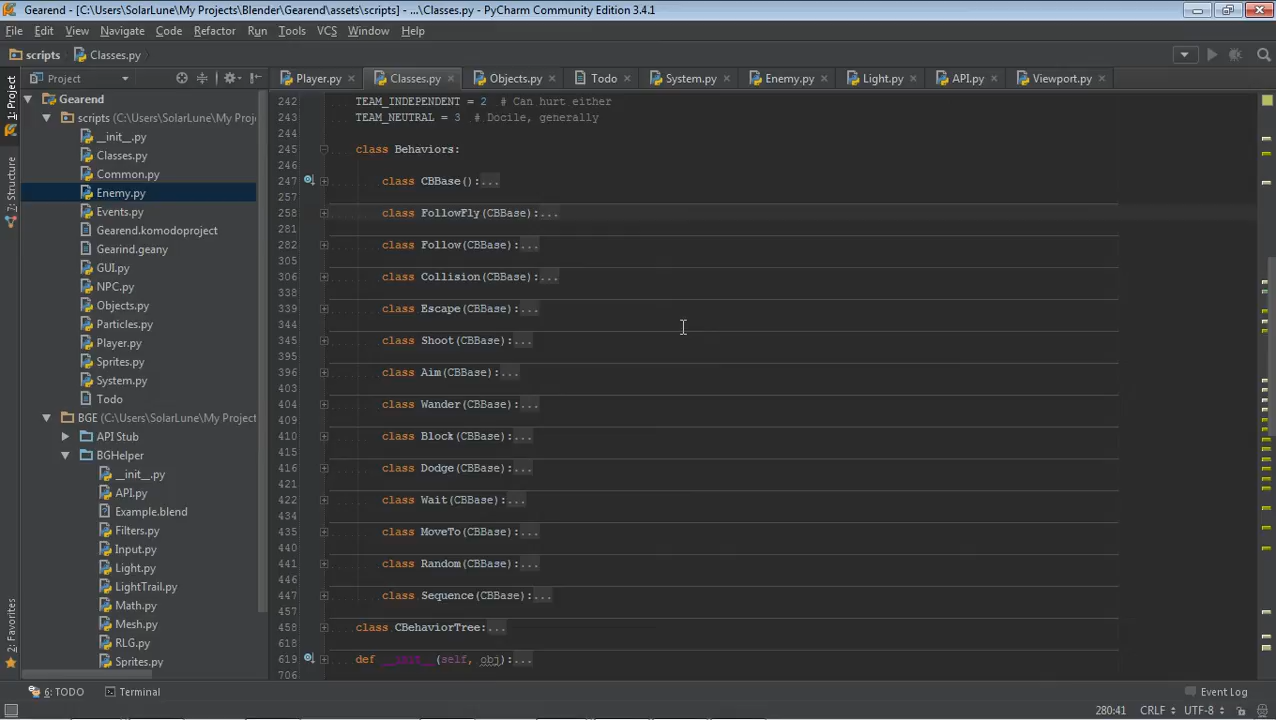 Gearend - [C:\Users\SolarLune\My Projects\Blender\Gearend\assets\scripts] - ...\Classes.py - PyCharm Community Edition 3.4.1
File Edit View Navigate Code Refactor Run Tools VCS Window Help
scripts Classes.py
Project Player.py Classes.py Objects.py Todo System.py Enemy.py Light.py API.py Viewport.py
1: Project
7: Structure
2: Favorites
Gearend
scripts (C:\Users\SolarLune\My Proj
__init__.py
Classes.py
Common.py
Enemy.py
Events.py
Gearend.komodoproject
Gearind.geany
GUI.py
NPC.py
Objects.py
Particles.py
Player.py
Sprites.py
System.py
Todo
BGE (C:\Users\SolarLune\My Project
API Stub
BGHelper
__init__.py
API.py
Example.blend
Filters.py
Input.py
Light.py
LightTrail.py
Math.py
Mesh.py
RLG.py
Sprites.py
242 TEAM_INDEPENDENT = 2 # Can hurt either
243 TEAM_NEUTRAL = 3 # Docile, generally
244
245 class Behaviors:
246
247 class CBBase():...
257
258 class FollowFly(CBBase):...
281
282 class Follow(CBBase):...
305
306 class Collision(CBBase):...
338
339 class Escape(CBBase):...
344
345 class Shoot(CBBase):...
395
396 class Aim(CBBase):...
403
404 class Wander(CBBase):...
409
410 class Block(CBBase):...
415
416 class Dodge(CBBase):...
421
422 class Wait(CBBase):...
434
435 class MoveTo(CBBase):...
440
441 class Random(CBBase):...
446
447 class Sequence(CBBase):...
457
458 class CBehaviorTree:...
618
619 def __init__(self, obj):...
706
6: TODO Terminal Event Log
280:41 CRLF UTF-8